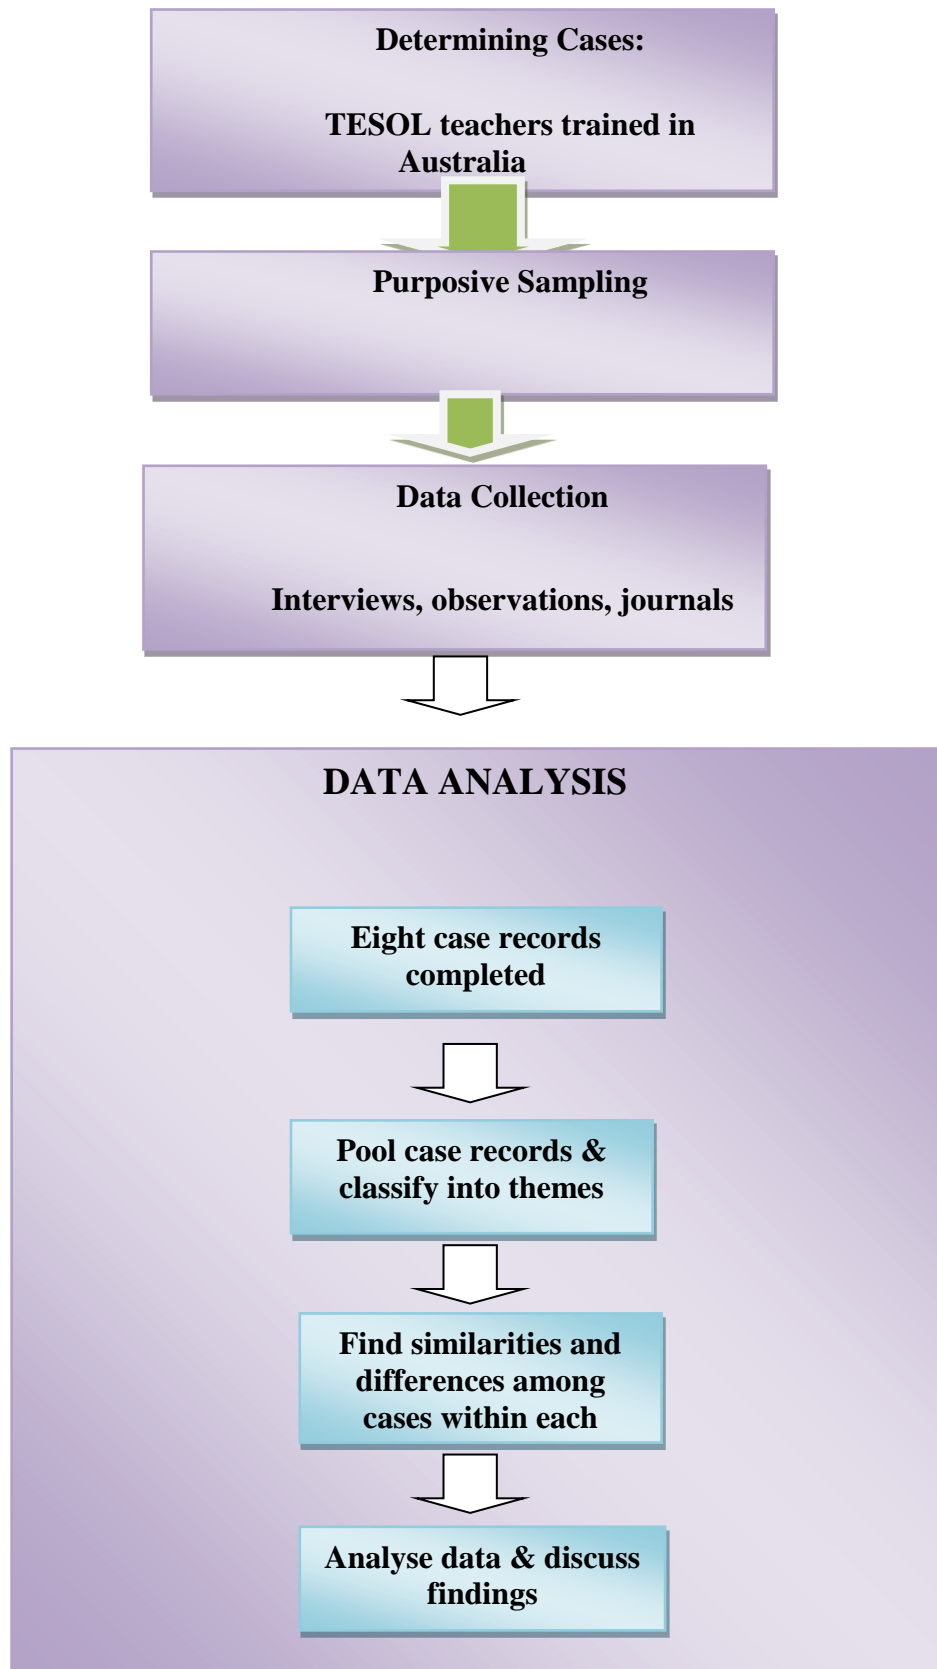 Determining Cases:
TESOL teachers trained in
Australia
Purposive Sampling
Data Collection
Interviews, observations, journals
DATA ANALYSIS
Eight case records
completed
Pool case records &
classify into themes
Find similarities and
differences among
cases within each
Analyse data & discuss
findings